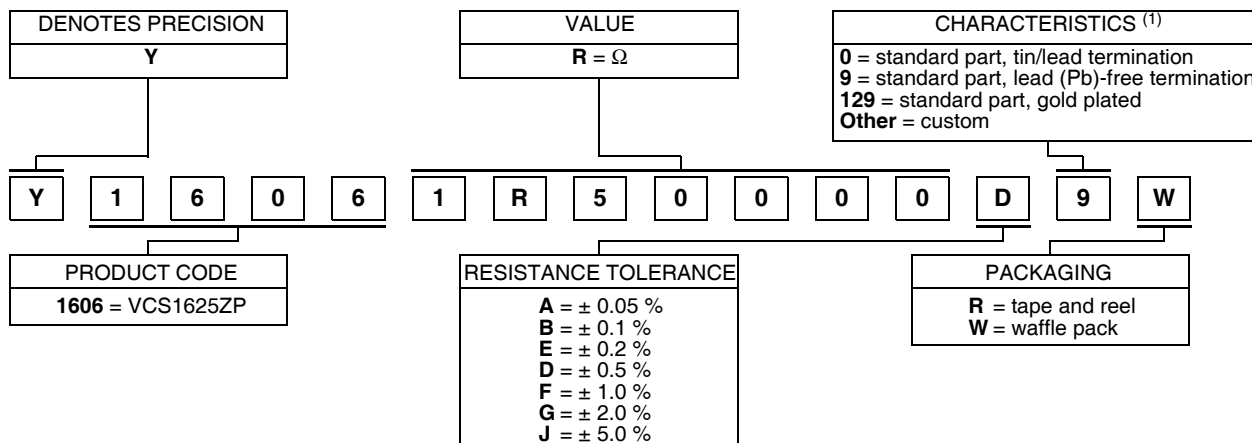 DENOTES PRECISION
Y
VALUE
R = Ω
CHARACTERISTICS (1)
0 = standard part, tin/lead termination
9 = standard part, lead (Pb)-free termination
129 = standard part, gold plated
Other = custom
Y 1 6 0 6 1 R 5 0 0 0 0 D 9 W
PRODUCT CODE
1606 = VCS1625ZP
RESISTANCE TOLERANCE
A = ± 0.05 %
B = ± 0.1 %
E = ± 0.2 %
D = ± 0.5 %
F = ± 1.0 %
G = ± 2.0 %
J = ± 5.0 %
PACKAGING
R = tape and reel
W = waffle pack